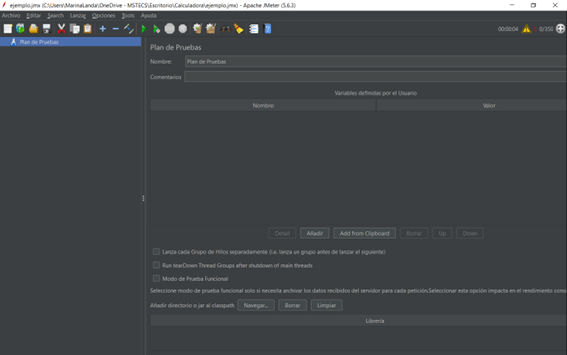 ejemplo.jmx (C:\Users\MarinaLanda\OneDrive - MSTECS\Escritorio\Calculadora\ejemplo.jmx) - Apache JMeter (5.6.3)
Archivo Editar Search Lanzar Opciones Tools Ayuda
00:00:04 0/350
Plan de Pruebas
Plan de Pruebas
Nombre: Plan de Pruebas
Comentarios
Variables definidas por el Usuario
Nombre: Valor
Detail Añadir Add from Clipboard Borrar Up Down
Lanza cada Grupo de Hilos separadamente (i.e. lanza un grupo antes de lanzar el siguiente)
Run tearDown Thread Groups after shutdown of main threads
Modo de Prueba Funcional
Seleccione modo de prueba funcional solo si necesita archivar los datos recibidos del servidor para cada petición.Seleccionar esta opción impacta en el rendimiento cons
Añadir directorio o jar al classpath Navegar... Borrar Limpiar
Librería